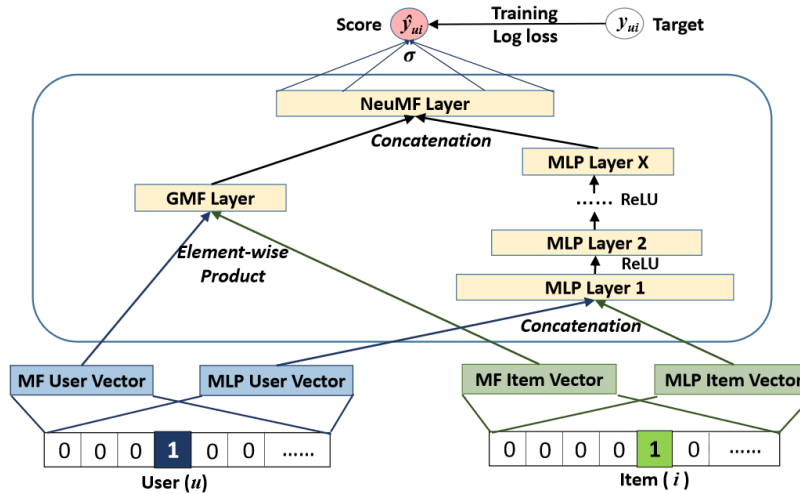 Score
ŷui
Training
Log loss
yui
Target
σ
NeuMF Layer
Concatenation
MLP Layer X
GMF Layer
...... ReLU
Element-wise
Product
MLP Layer 2
ReLU
MLP Layer 1
Concatenation
MF User Vector
MLP User Vector
MF Item Vector
MLP Item Vector
0 0 0 1 0 0 ......
0 0 0 0 1 0 ......
User (u)
Item ( i )